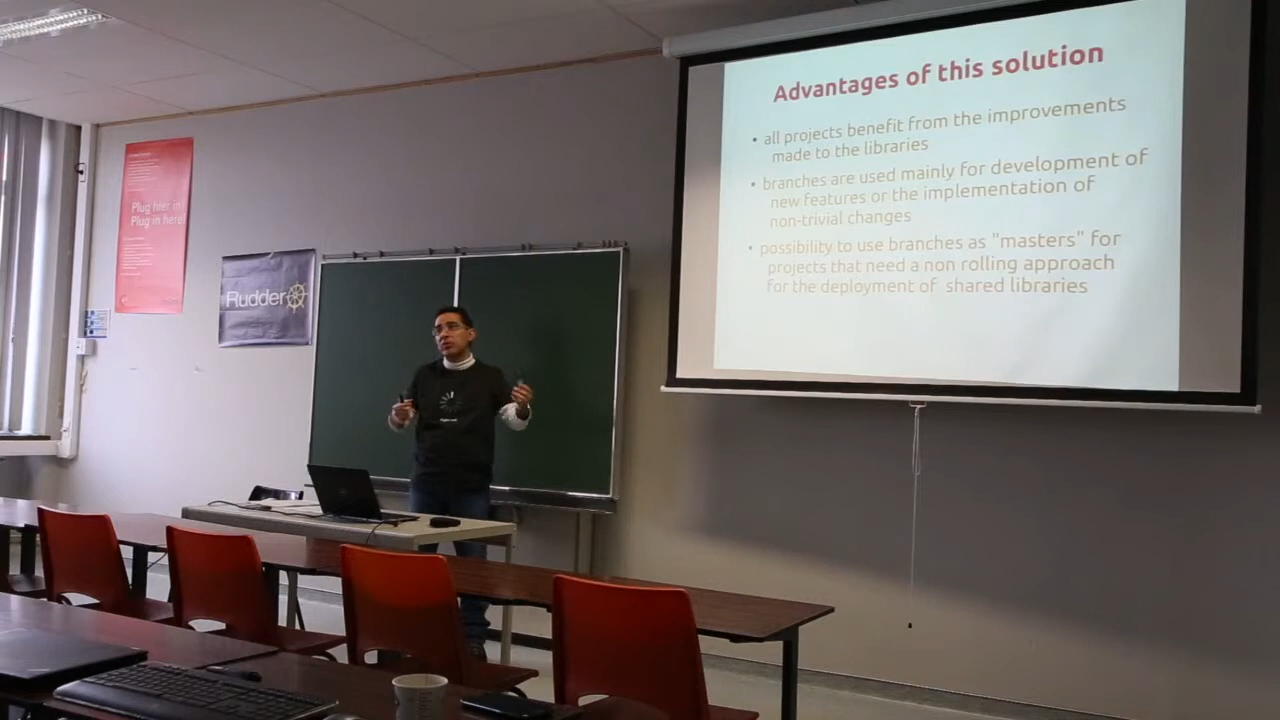 Advantages of this solution
• all projects benefit from the improvements
made to the libraries
• branches are used mainly for development of
new features or the implementation of
non-trivial changes
• possibility to use branches as "masters" for
projects that need a non rolling approach
for the deployment of shared libraries
Plug hier in!
Plug in here!
Rudder